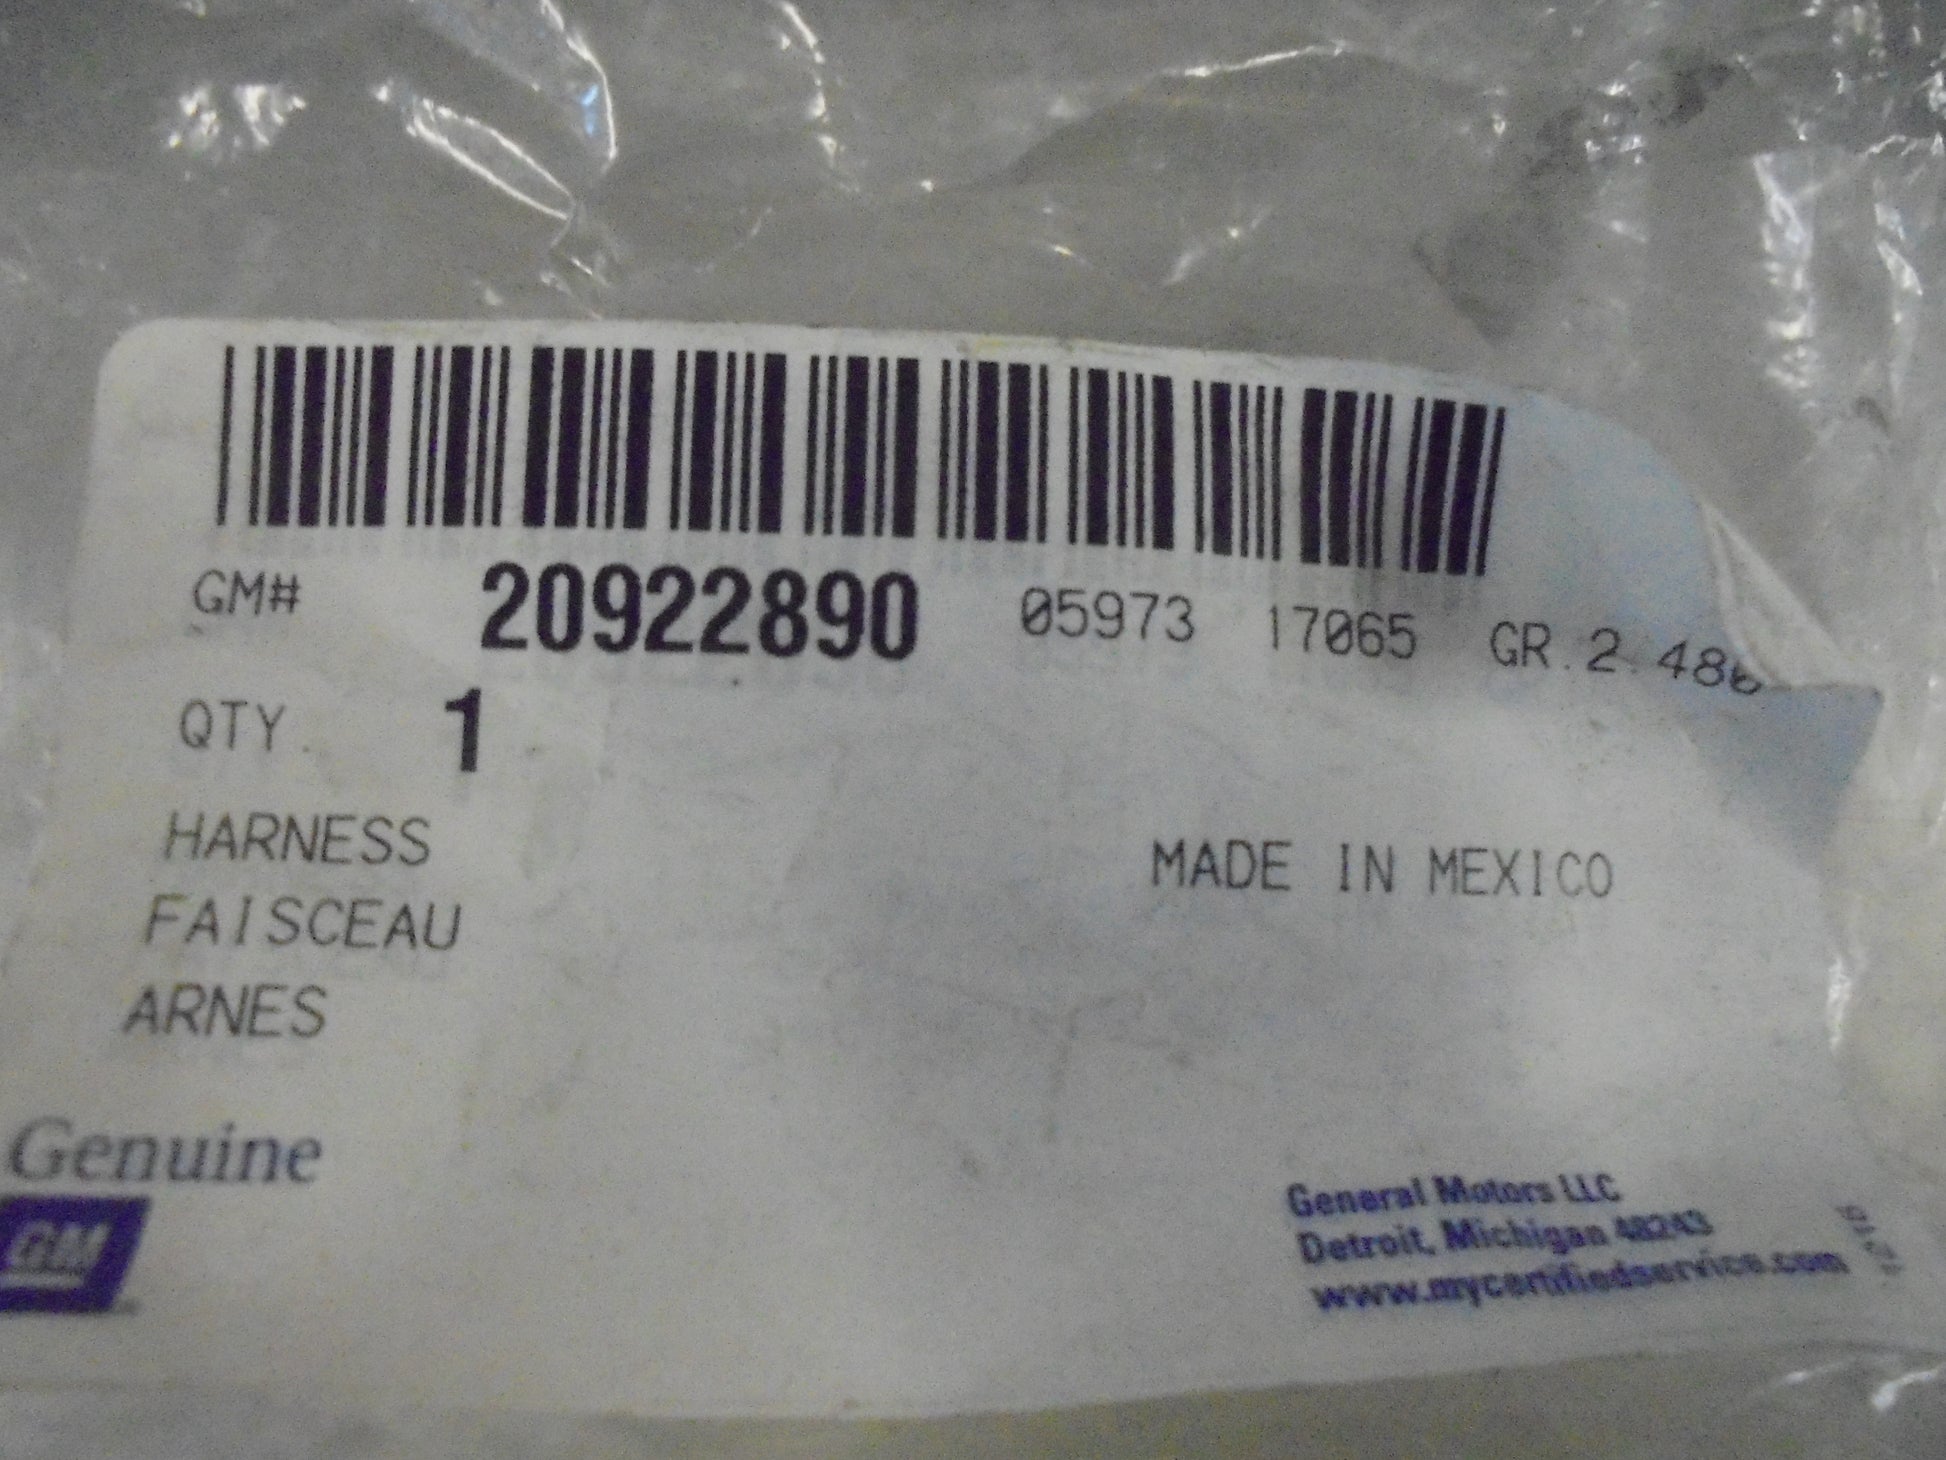 GM# 20922890 05973 17065 GR.2.48
QTY. 1
HARNESS
MADE IN MEXICO
FAISCEAU
ARNES
Genuine
GM
General Motors LLC
Detroit, Michigan 48243
www.mycertifiedservice.com